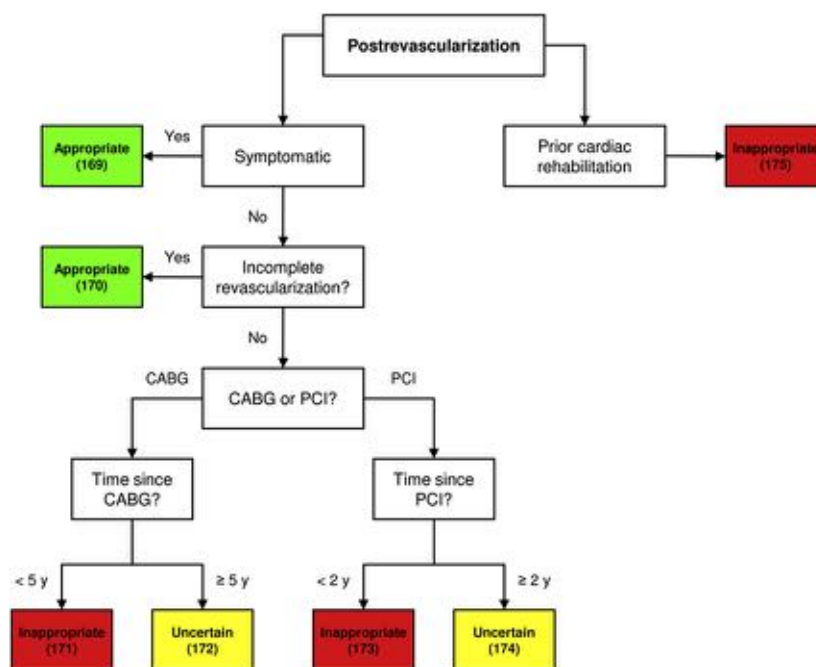 Postrevascularization
Appropriate
(169)
Yes
Symptomatic
Prior cardiac
rehabilitation
Inappropriate
(175)
No
Appropriate
(170)
Yes
Incomplete
revascularization?
No
CABG
CABG or PCI?
PCI
Time since
CABG?
Time since
PCI?
< 5 y
≥ 5 y
< 2 y
≥ 2 y
Inappropriate
(171)
Uncertain
(172)
Inappropriate
(173)
Uncertain
(174)